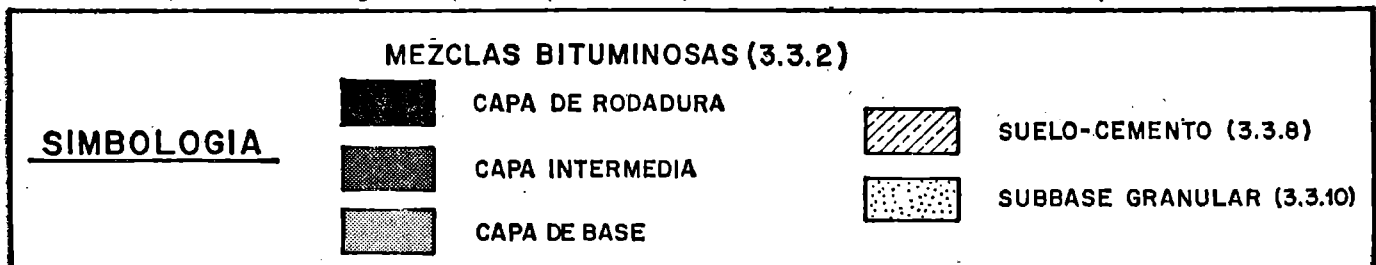 MEZCLAS BITUMINOSAS (3.3.2)
SIMBOLOGIA
CAPA DE RODADURA
CAPA INTERMEDIA
CAPA DE BASE
SUELO-CEMENTO (3.3.8)
SUBBASE GRANULAR (3.3.10)